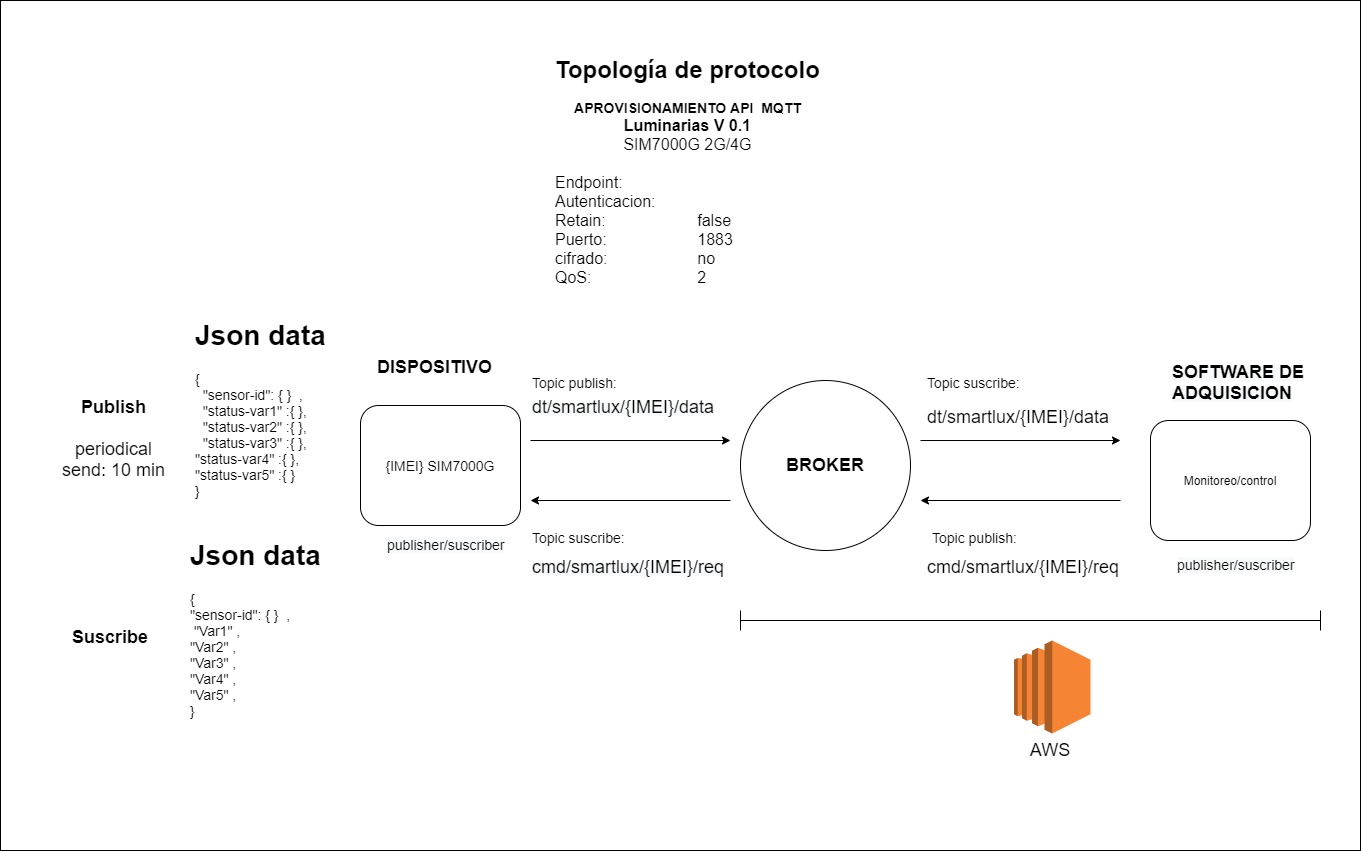 Topología de protocolo
APROVISIONAMIENTO API  MQTT
Luminarias V 0.1
SIM7000G 2G/4G
Endpoint:
Autenticacion:
Retain: false
Puerto: 1883
cifrado: no
QoS: 2
Json data
{
"sensor-id": { }  ,
"status-var1" :{ },
"status-var2" :{ },
"status-var3" :{ },
"status-var4" :{ },
"status-var5" :{ }
}
Publish
periodical
send: 10 min
DISPOSITIVO
{IMEI} SIM7000G
publisher/suscriber
Topic publish:
dt/smartlux/{IMEI}/data
Topic suscribe:
cmd/smartlux/{IMEI}/req
BROKER
Topic suscribe:
dt/smartlux/{IMEI}/data
Topic publish:
cmd/smartlux/{IMEI}/req
SOFTWARE DE
ADQUISICION
Monitoreo/control
publisher/suscriber
Json data
{
"sensor-id": { }  ,
"Var1" ,
"Var2" ,
"Var3" ,
"Var4" ,
"Var5" ,
}
Suscribe
AWS